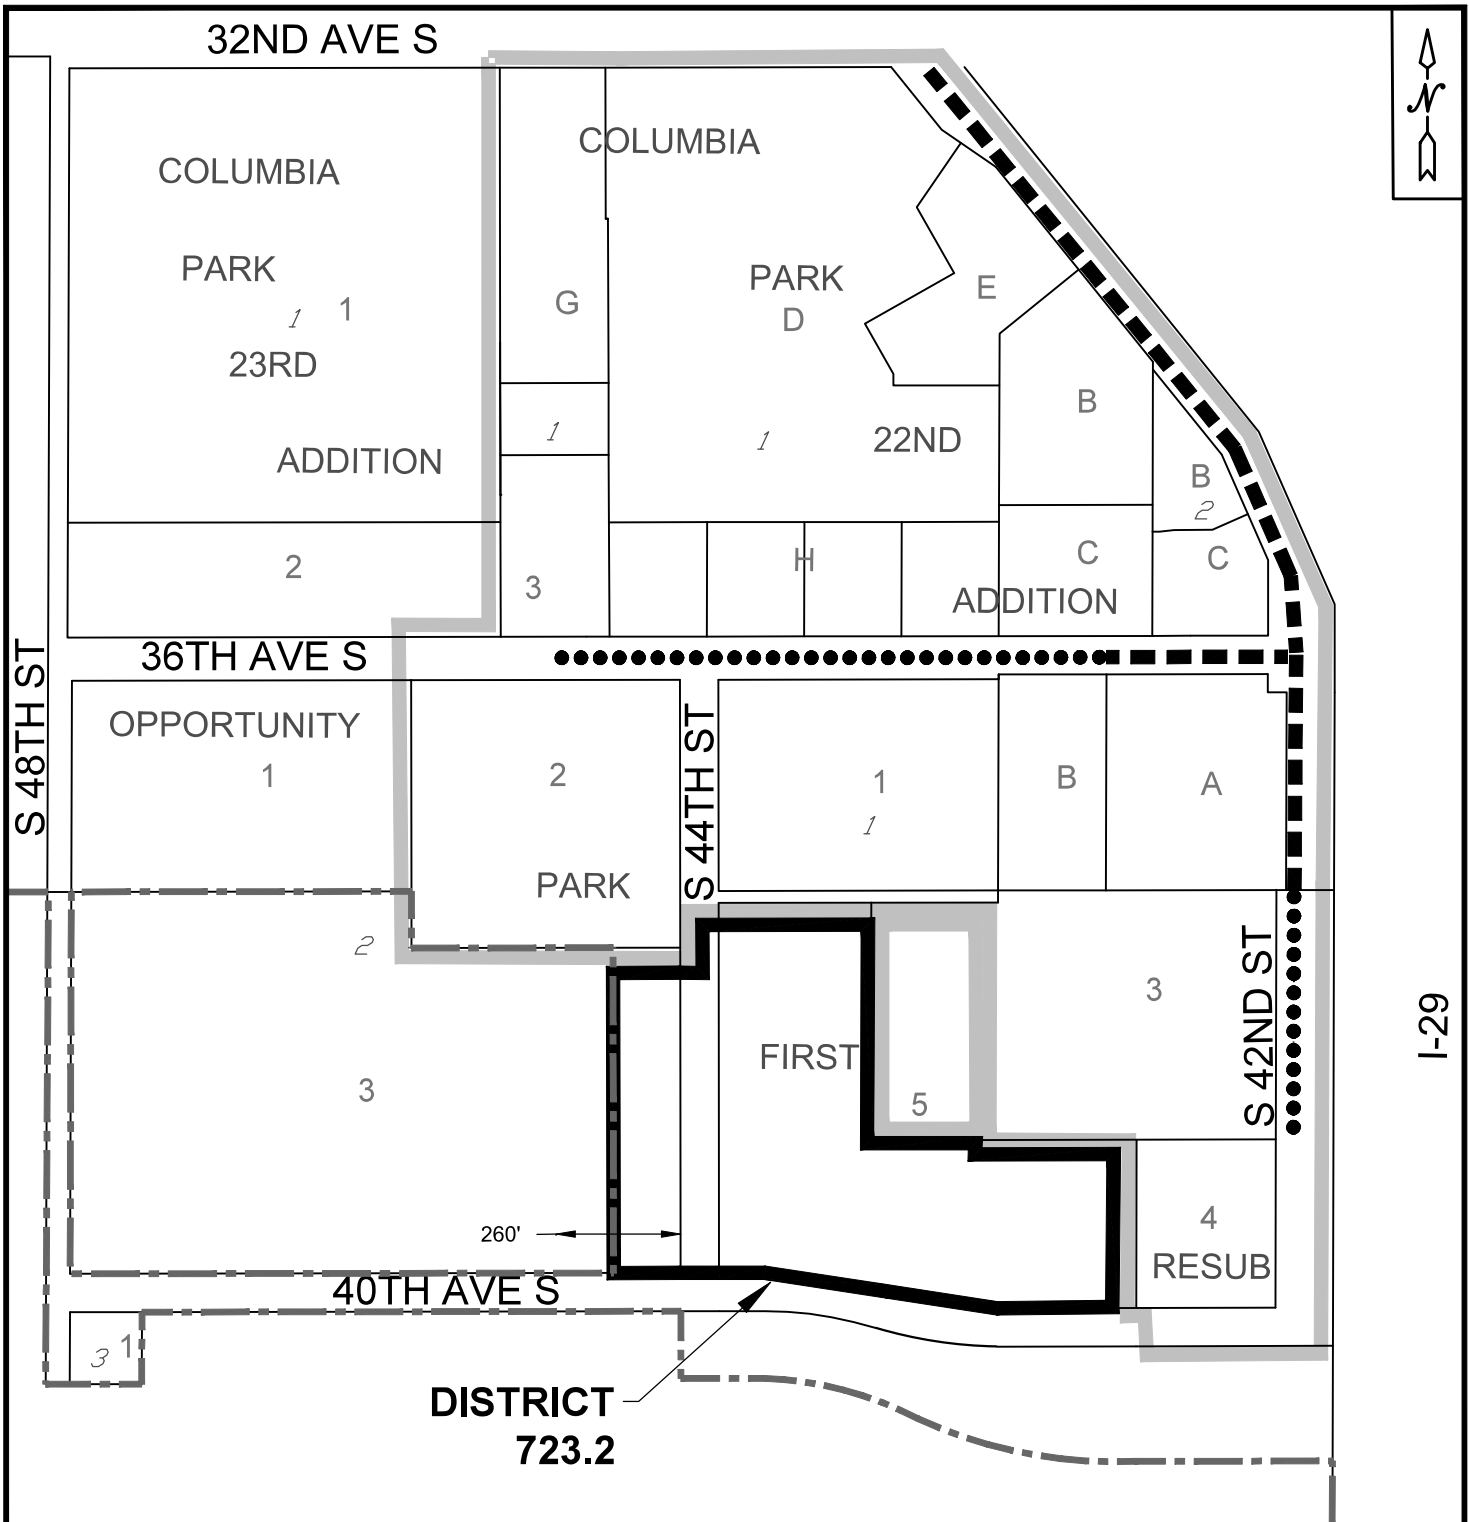 32ND AVE S
N
COLUMBIA
COLUMBIA
PARK
PARK
G
D
E
1 1
23RD
B
1
1
22ND
ADDITION
B
2
2
3
H
C
C
ADDITION
36TH AVE S
S 48TH ST
OPPORTUNITY
1
2
S 44TH ST
1
1
B
A
PARK
2
3
FIRST
5
3
S 42ND ST
I-29
260'
4
RESUB
40TH AVE S
1
3
DISTRICT
723.2